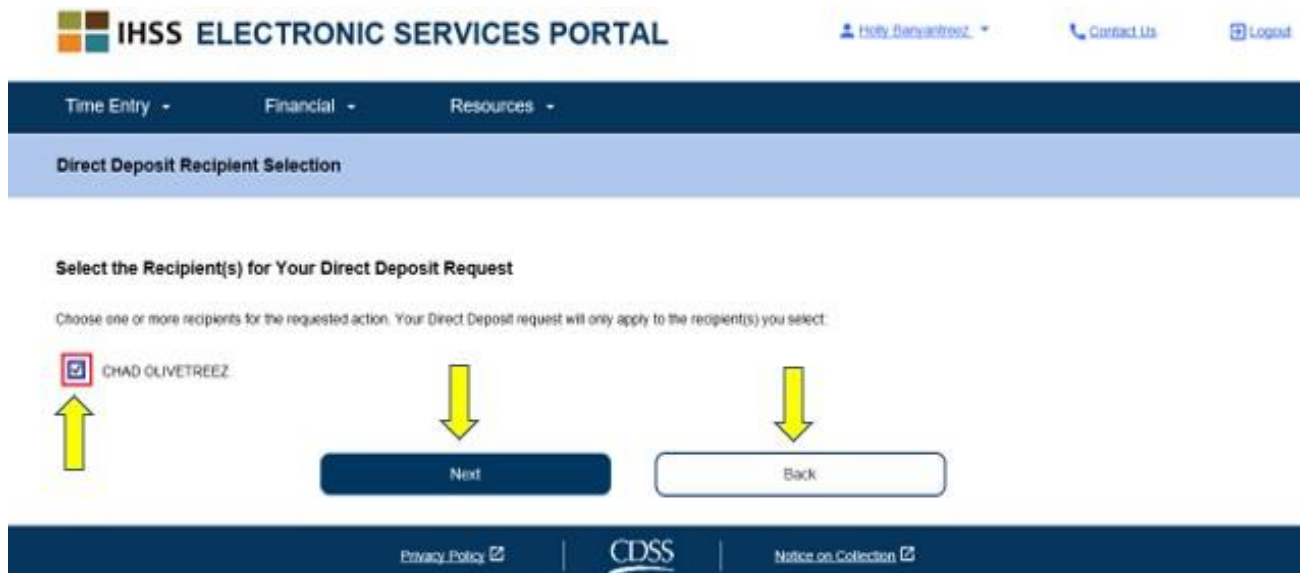 IHSS ELECTRONIC SERVICES PORTAL
Holly Banyantreez
Contact Us
Logout
Time Entry
Financial
Resources
Direct Deposit Recipient Selection
Select the Recipient(s) for Your Direct Deposit Request
Choose one or more recipients for the requested action. Your Direct Deposit request will only apply to the recipient(s) you select:
CHAD OLIVETREEZ
Next
Back
Privacy Policy
CDSS
Notice on Collection